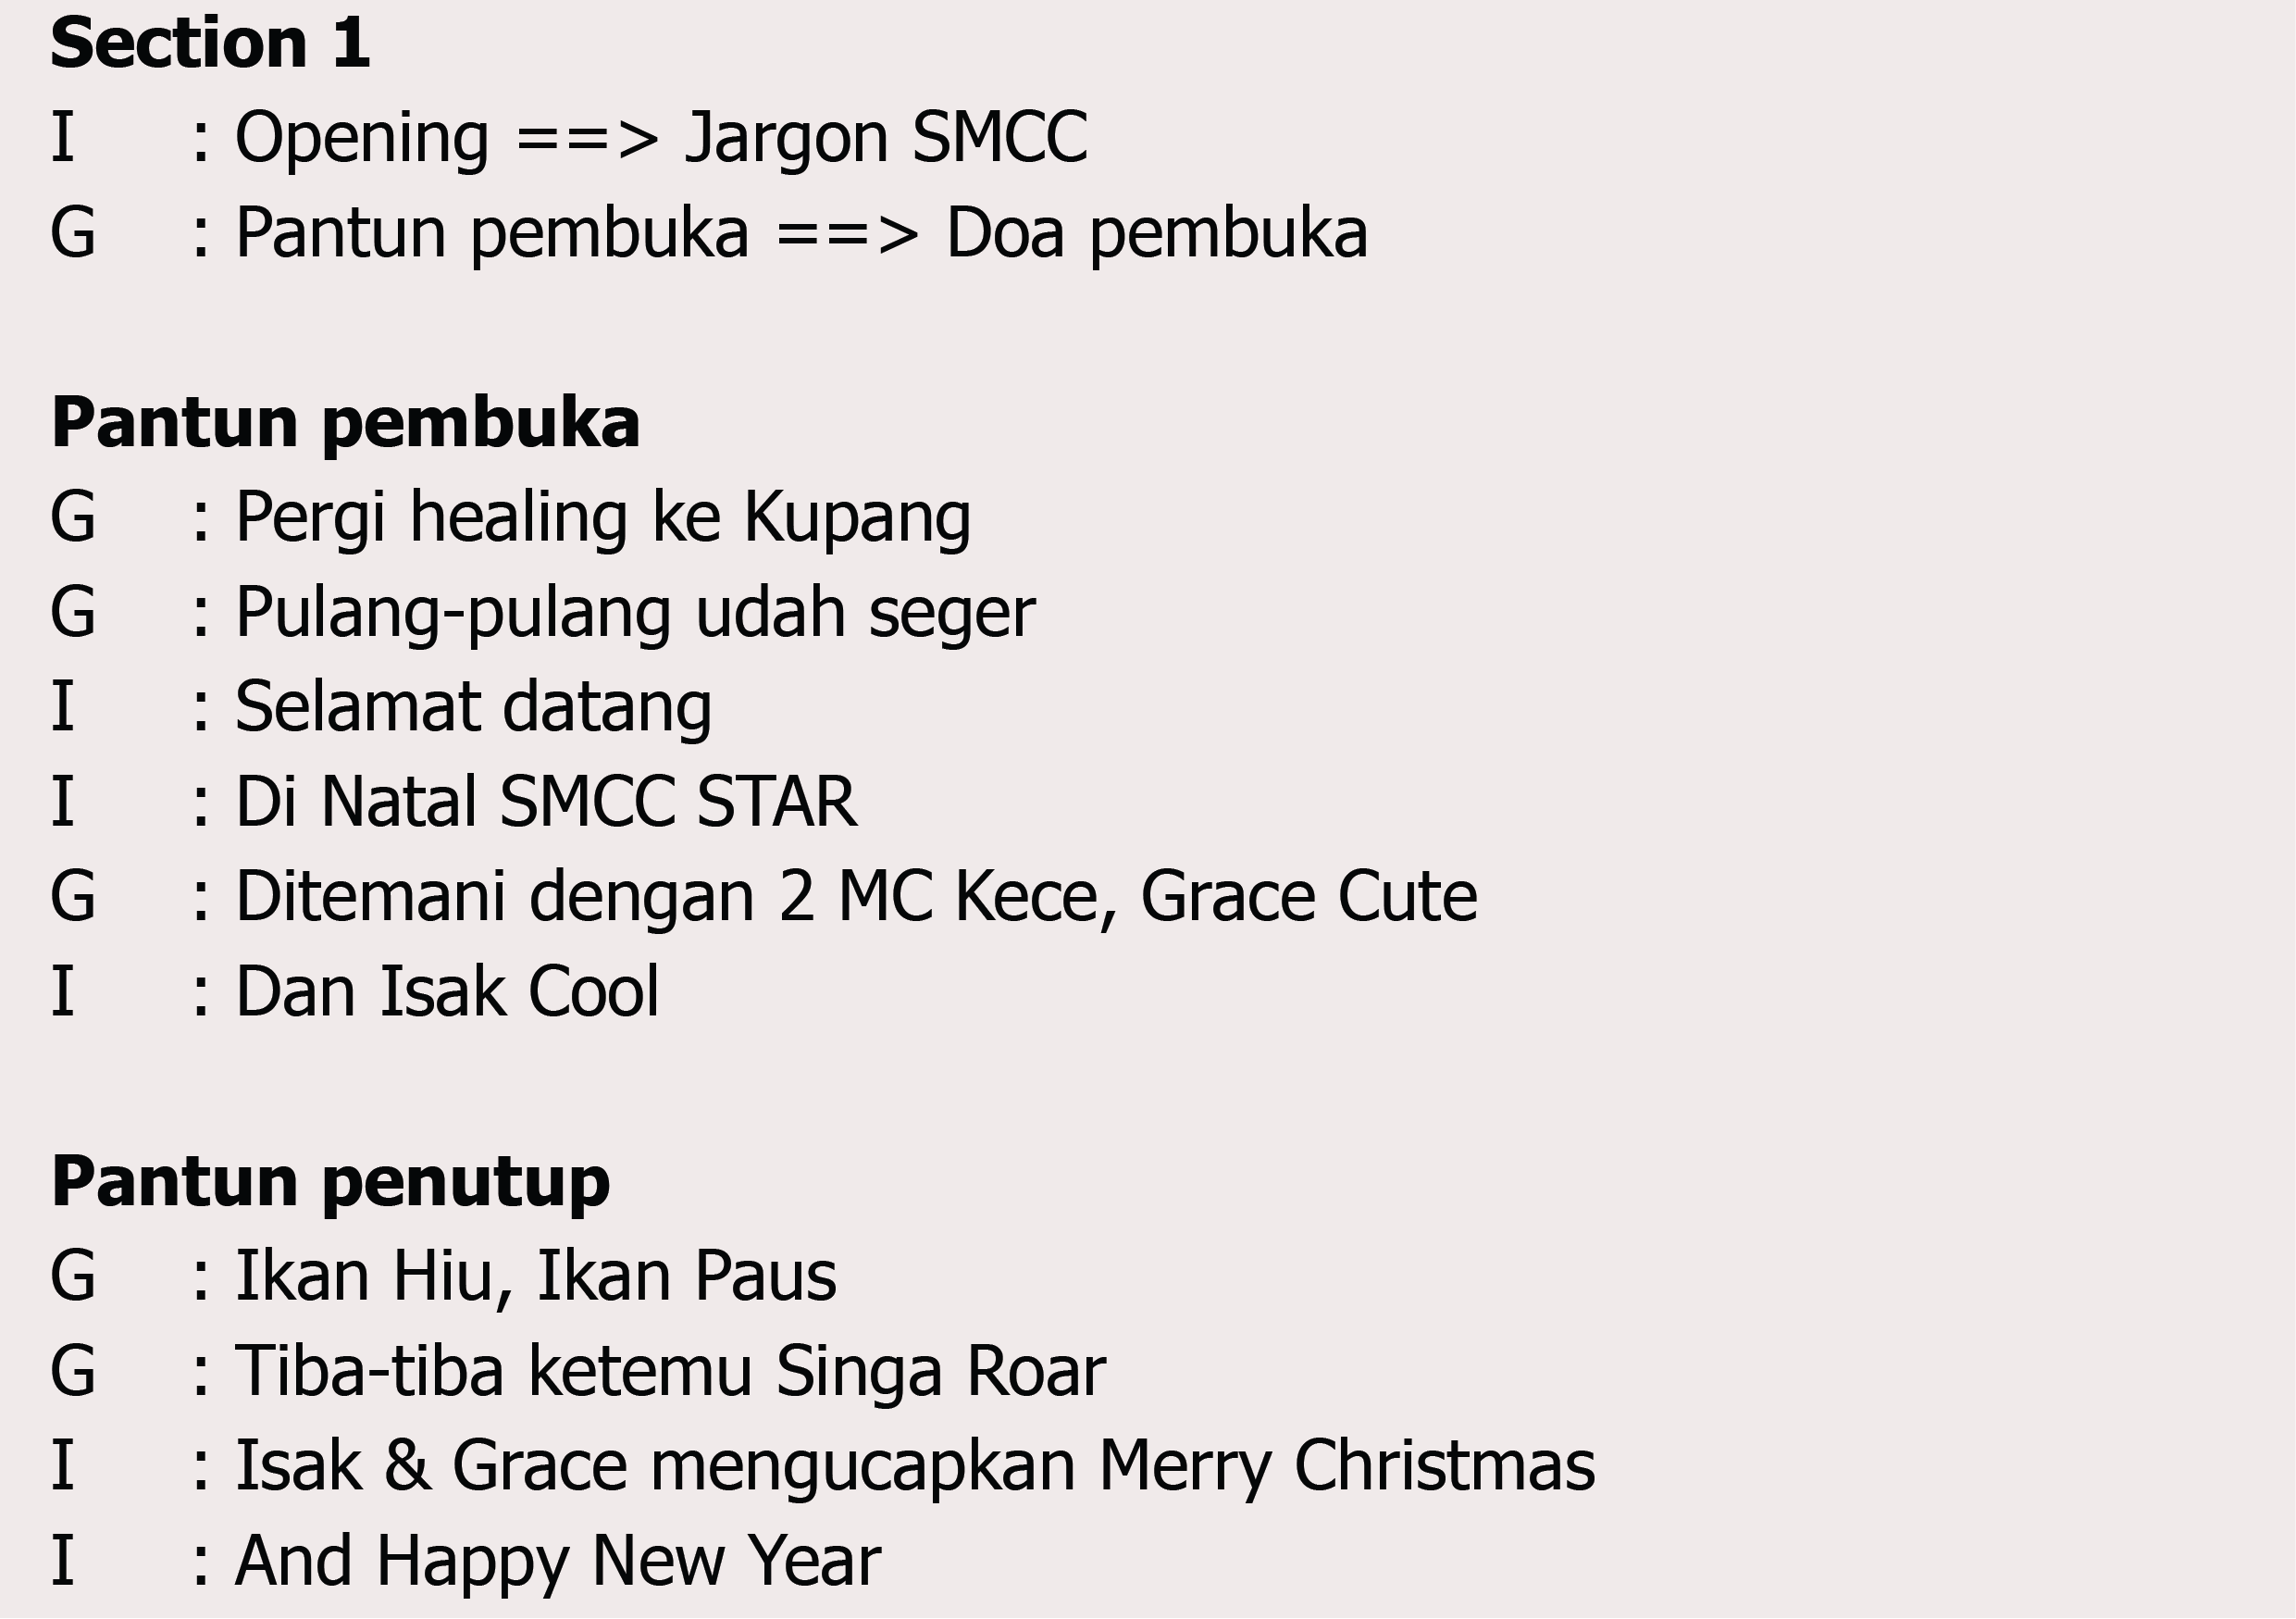 Section 1
I : Opening ==> Jargon SMCC
G : Pantun pembuka ==> Doa pembuka
Pantun pembuka
G : Pergi healing ke Kupang
G : Pulang-pulang udah seger
I : Selamat datang
I : Di Natal SMCC STAR
G : Ditemani dengan 2 MC Kece, Grace Cute
I : Dan Isak Cool
Pantun penutup
G : Ikan Hiu, Ikan Paus
G : Tiba-tiba ketemu Singa Roar
I : Isak & Grace mengucapkan Merry Christmas
I : And Happy New Year